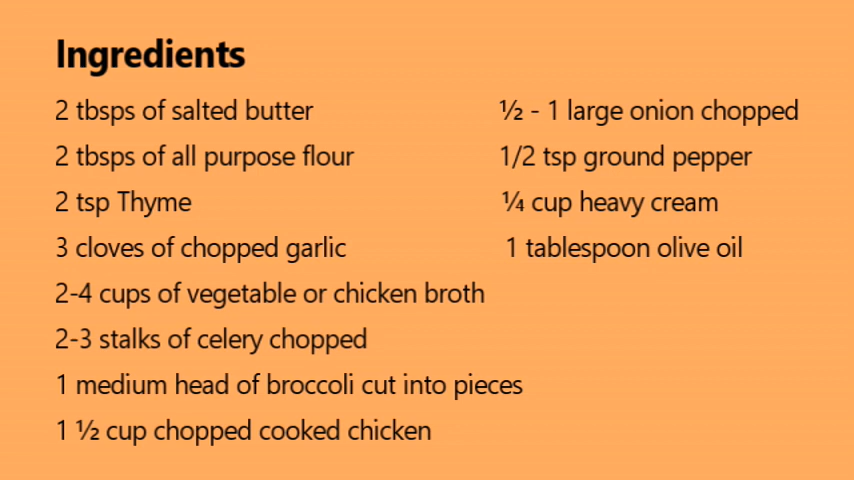 Ingredients
2 tbsps of salted butter
2 tbsps of all purpose flour
2 tsp Thyme
3 cloves of chopped garlic
2-4 cups of vegetable or chicken broth
2-3 stalks of celery chopped
1 medium head of broccoli cut into pieces
1 ½ cup chopped cooked chicken
½ - 1 large onion chopped
1/2 tsp ground pepper
¼ cup heavy cream
1 tablespoon olive oil